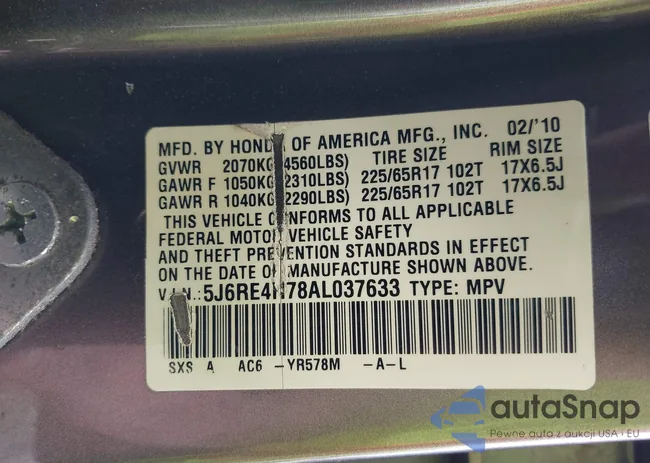 MFD. BY HONDA OF AMERICA MFG., INC. 02/'10
GVWR 2070KG(4560LBS) TIRE SIZE RIM SIZE
GAWR F 1050KG(2310LBS) 225/65R17 102T 17X6.5J
GAWR R 1040KG(2290LBS) 225/65R17 102T 17X6.5J
THIS VEHICLE CONFORMS TO ALL APPLICABLE
FEDERAL MOTOR VEHICLE SAFETY
AND THEFT PREVENTION STANDARDS IN EFFECT
ON THE DATE OF MANUFACTURE SHOWN ABOVE.
V.I.N.:5J6RE4H78AL037633 TYPE: MPV
SXS A AC6 -YR578M -A-L
autaSnap
Pewne auto z aukcji USA i EU